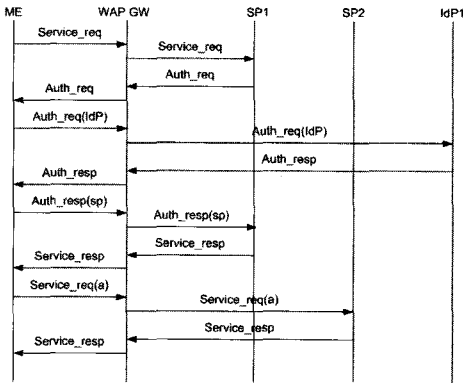 ME WAP GW SP1 SP2 IdP1
Service_req
Service_req
Auth_req
Auth_req
Auth_req(IdP)
Auth_req(IdP)
Auth_resp
Auth_resp
Auth_resp(sp)
Auth_resp(sp)
Service_resp
Service_resp
Service_req(a)
Service_req(a)
Service_resp
Service_resp